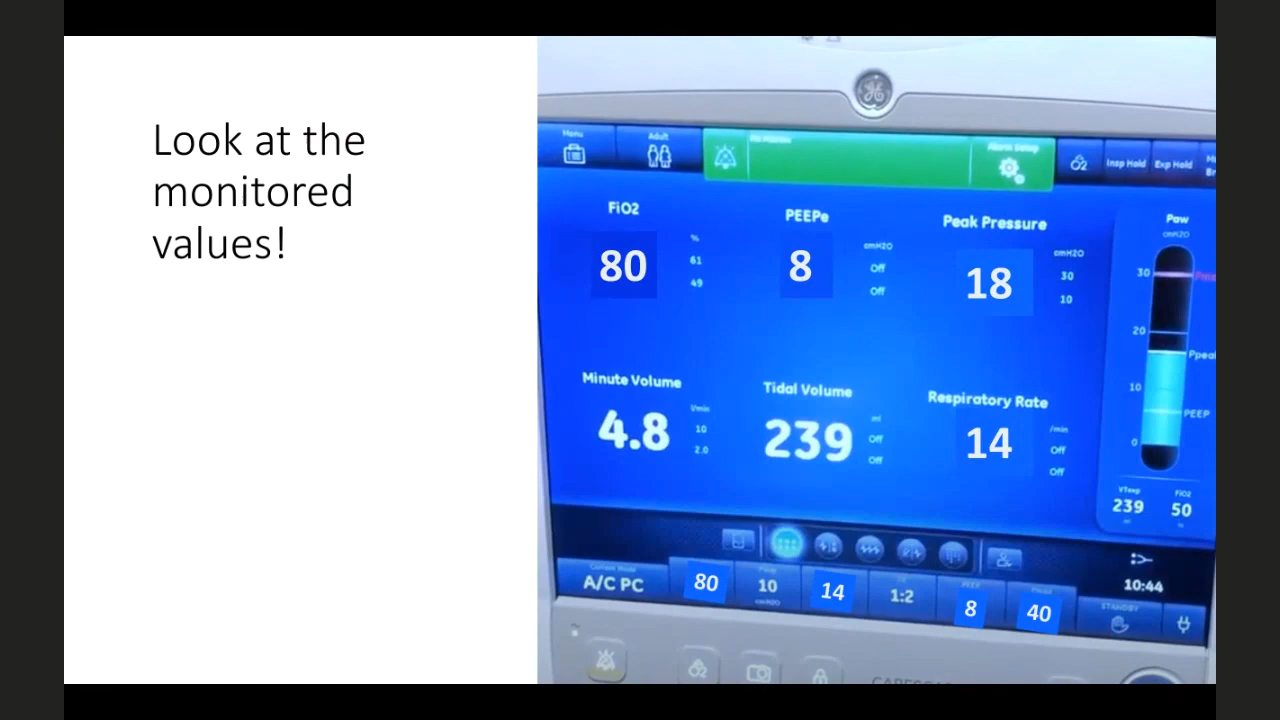 Look at the
monitored
values!
Menu
Adult
Alarm Setup
Insp Hold
Exp Hold
FiO2
80
%
61
49
PEEPe
8
cmH2O
Off
Off
Peak Pressure
18
cmH2O
30
10
Paw
cmH2O
30
20
Ppeak
10
PEEP
0
Minute Volume
4.8
l/min
10
2.0
Tidal Volume
239
ml
Off
Off
Respiratory Rate
14
/min
Off
Off
VTexp
239
ml
FiO2
50
%
10:44
A/C PC
80
10
cmH2O
14
1:2
PEEP
8
40
STANDBY